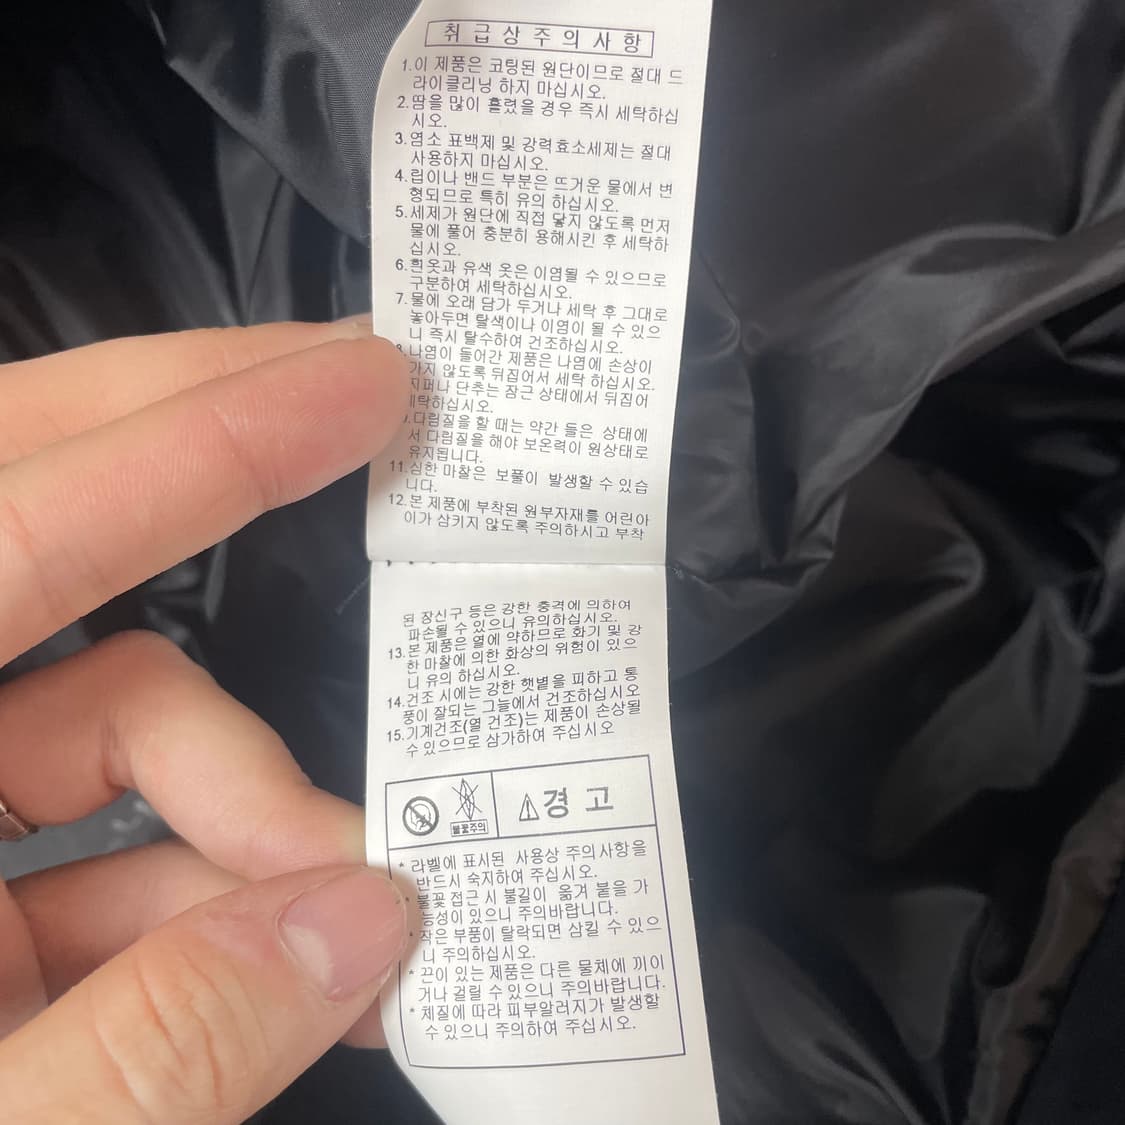 취급상주의사항
1.이 제품은 코팅된 원단이므로 절대 드
라이클리닝 하지 마십시오.
2.땀을 많이 흘렸을 경우 즉시 세탁하십
시오.
3.염소 표백제 및 강력효소세제는 절대
사용하지 마십시오.
4.립이나 밴드 부분은 뜨거운 물에서 변
형되므로 특히 유의 하십시오.
5.세제가 원단에 직접 닿지 않도록 먼저
물에 풀어 충분히 용해시킨 후 세탁하
십시오.
6.흰옷과 유색 옷은 이염될 수 있으므로
구분하여 세탁하십시오.
7.물에 오래 담가 두거나 세탁 후 그대로
놓아두면 탈색이나 이염이 될 수 있으
니 즉시 탈수하여 건조하십시오.
나염이 들어간 제품은 나염에 손상이
가지 않도록 뒤집어서 세탁 하십시오.
지퍼나 단추는 잠근 상태에서 뒤집어
세탁하십시오.
다림질을 할 때는 약간 들은 상태에
서 다림질을 해야 보온력이 원상태로
유지됩니다.
11.심한 마찰은 보풀이 발생할 수 있습
니다.
12.본 제품에 부착된 원부자재를 어린아
이가 삼키지 않도록 주의하시고 부착
된 장신구 등은 강한 충격에 의하여
파손될 수 있으니 유의하십시오.
13.본 제품은 열에 약하므로 화기 및 강
한 마찰에 의한 화상의 위험이 있으
니 유의 하십시오.
14.건조 시에는 강한 햇볕을 피하고 통
풍이 잘되는 그늘에서 건조하십시오
15.기계건조(열 건조)는 제품이 손상될
수 있으므로 삼가하여 주십시오
불꽃주의
경 고
* 라벨에 표시된 사용상 주의사항을
반드시 숙지하여 주십시오.
* 불꽃 접근 시 불길이 옮겨 붙을 가
능성이 있으니 주의바랍니다.
* 작은 부품이 탈락되면 삼킬 수 있으
니 주의하십시오.
* 끈이 있는 제품은 다른 물체에 끼이
거나 걸릴 수 있으니 주의바랍니다.
* 체질에 따라 피부알러지가 발생할
수 있으니 주의하여 주십시오.